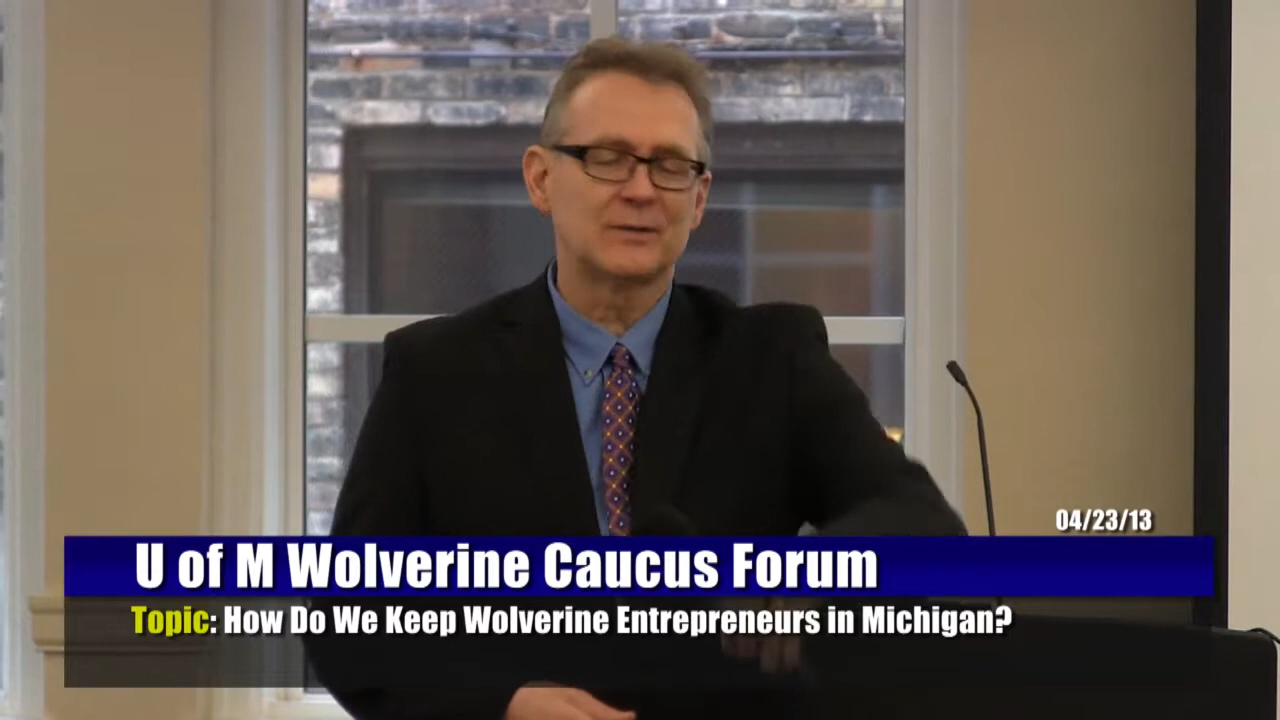 04/23/13
U of M Wolverine Caucus Forum
Topic: How Do We Keep Wolverine Entrepreneurs in Michigan?